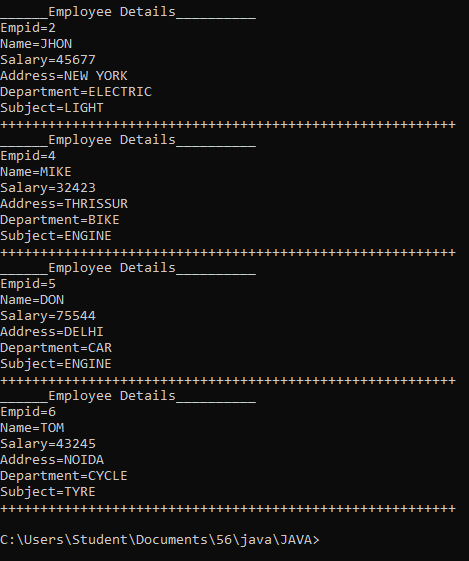 ______Employee Details__________
Empid=2
Name=JHON
Salary=45677
Address=NEW YORK
Department=ELECTRIC
Subject=LIGHT
+++++++++++++++++++++++++++++++++++++++++++++++++++++++++
______Employee Details__________
Empid=4
Name=MIKE
Salary=32423
Address=THRISSUR
Department=BIKE
Subject=ENGINE
+++++++++++++++++++++++++++++++++++++++++++++++++++++++++
______Employee Details__________
Empid=5
Name=DON
Salary=75544
Address=DELHI
Department=CAR
Subject=ENGINE
+++++++++++++++++++++++++++++++++++++++++++++++++++++++++
______Employee Details__________
Empid=6
Name=TOM
Salary=43245
Address=NOIDA
Department=CYCLE
Subject=TYRE
+++++++++++++++++++++++++++++++++++++++++++++++++++++++++
C:\Users\Student\Documents\56\java\JAVA>